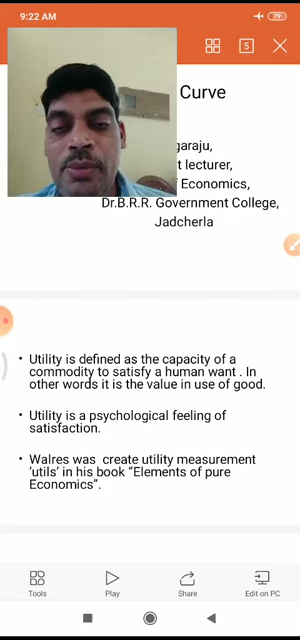 9:22 AM
79
5
Curve
garaju,
t lecturer,
Economics,
Dr.B.R.R. Government College,
Jadcherla
• Utility is defined as the capacity of a
commodity to satisfy a human want . In
other words it is the value in use of good.
• Utility is a psychological feeling of
satisfaction.
• Walres was create utility measurement
‘utils’ in his book “Elements of pure
Economics”.
Tools
Play
Share
Edit on PC